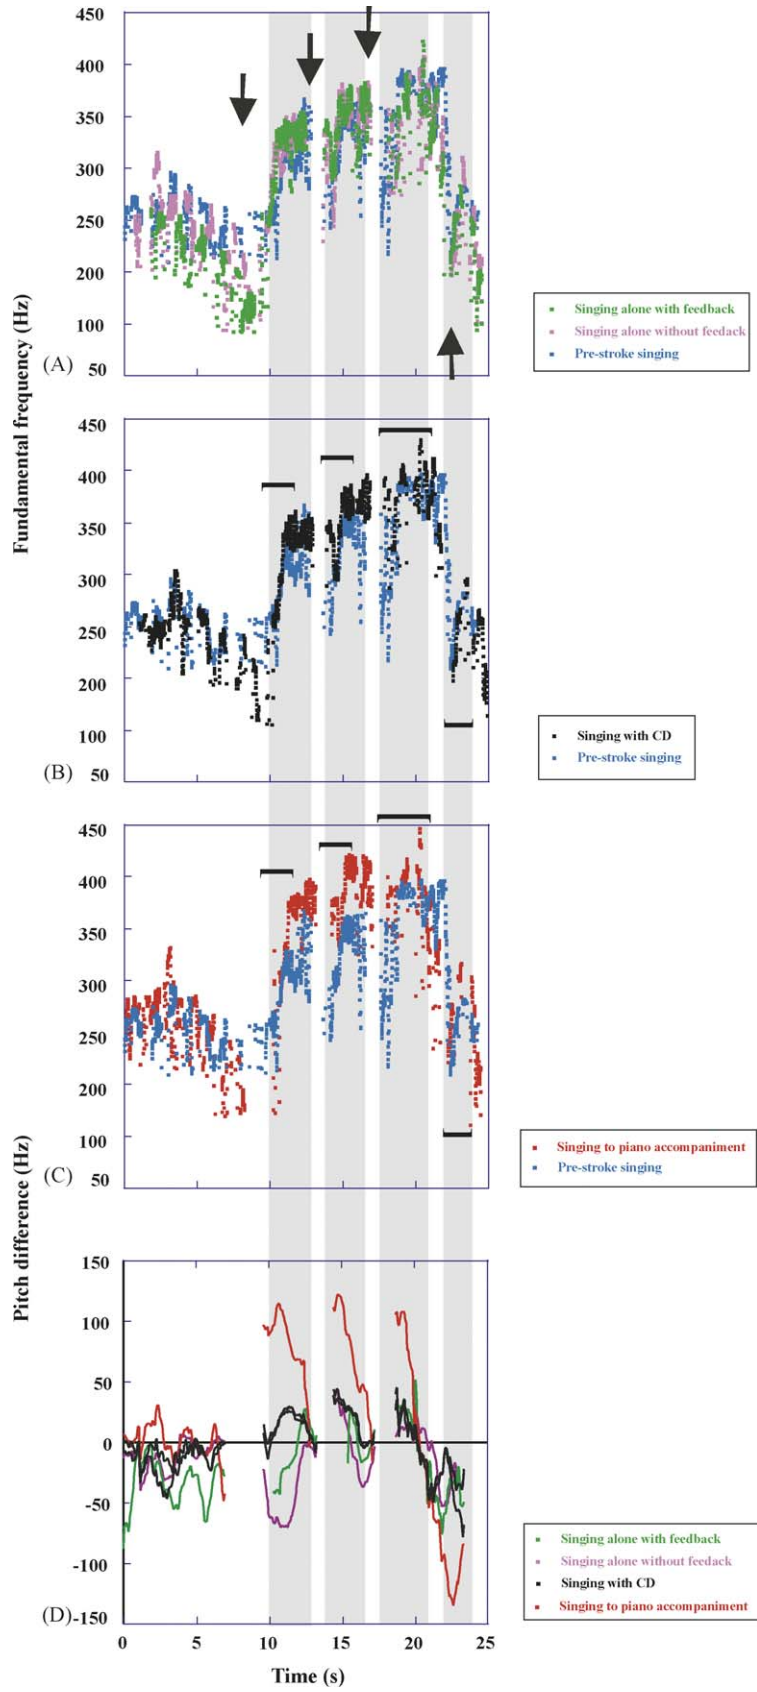 450
400
350
300
250
200
100
50
(A)
Singing alone with feedback
Singing alone without feedack
Pre-stroke singing
Fundamental frequency (Hz)
450
400
350
300
250
200
100
50
(B)
Singing with CD
Pre-stroke singing
450
400
350
300
250
200
100
50
(C)
Singing to piano accompaniment
Pre-stroke singing
Pitch difference (Hz)
150
100
50
0
-50
-100
-150
(D)
0 5 10 15 20 25
Time (s)
Singing alone with feedback
Singing alone without feedack
Singing with CD
Singing to piano accompaniment